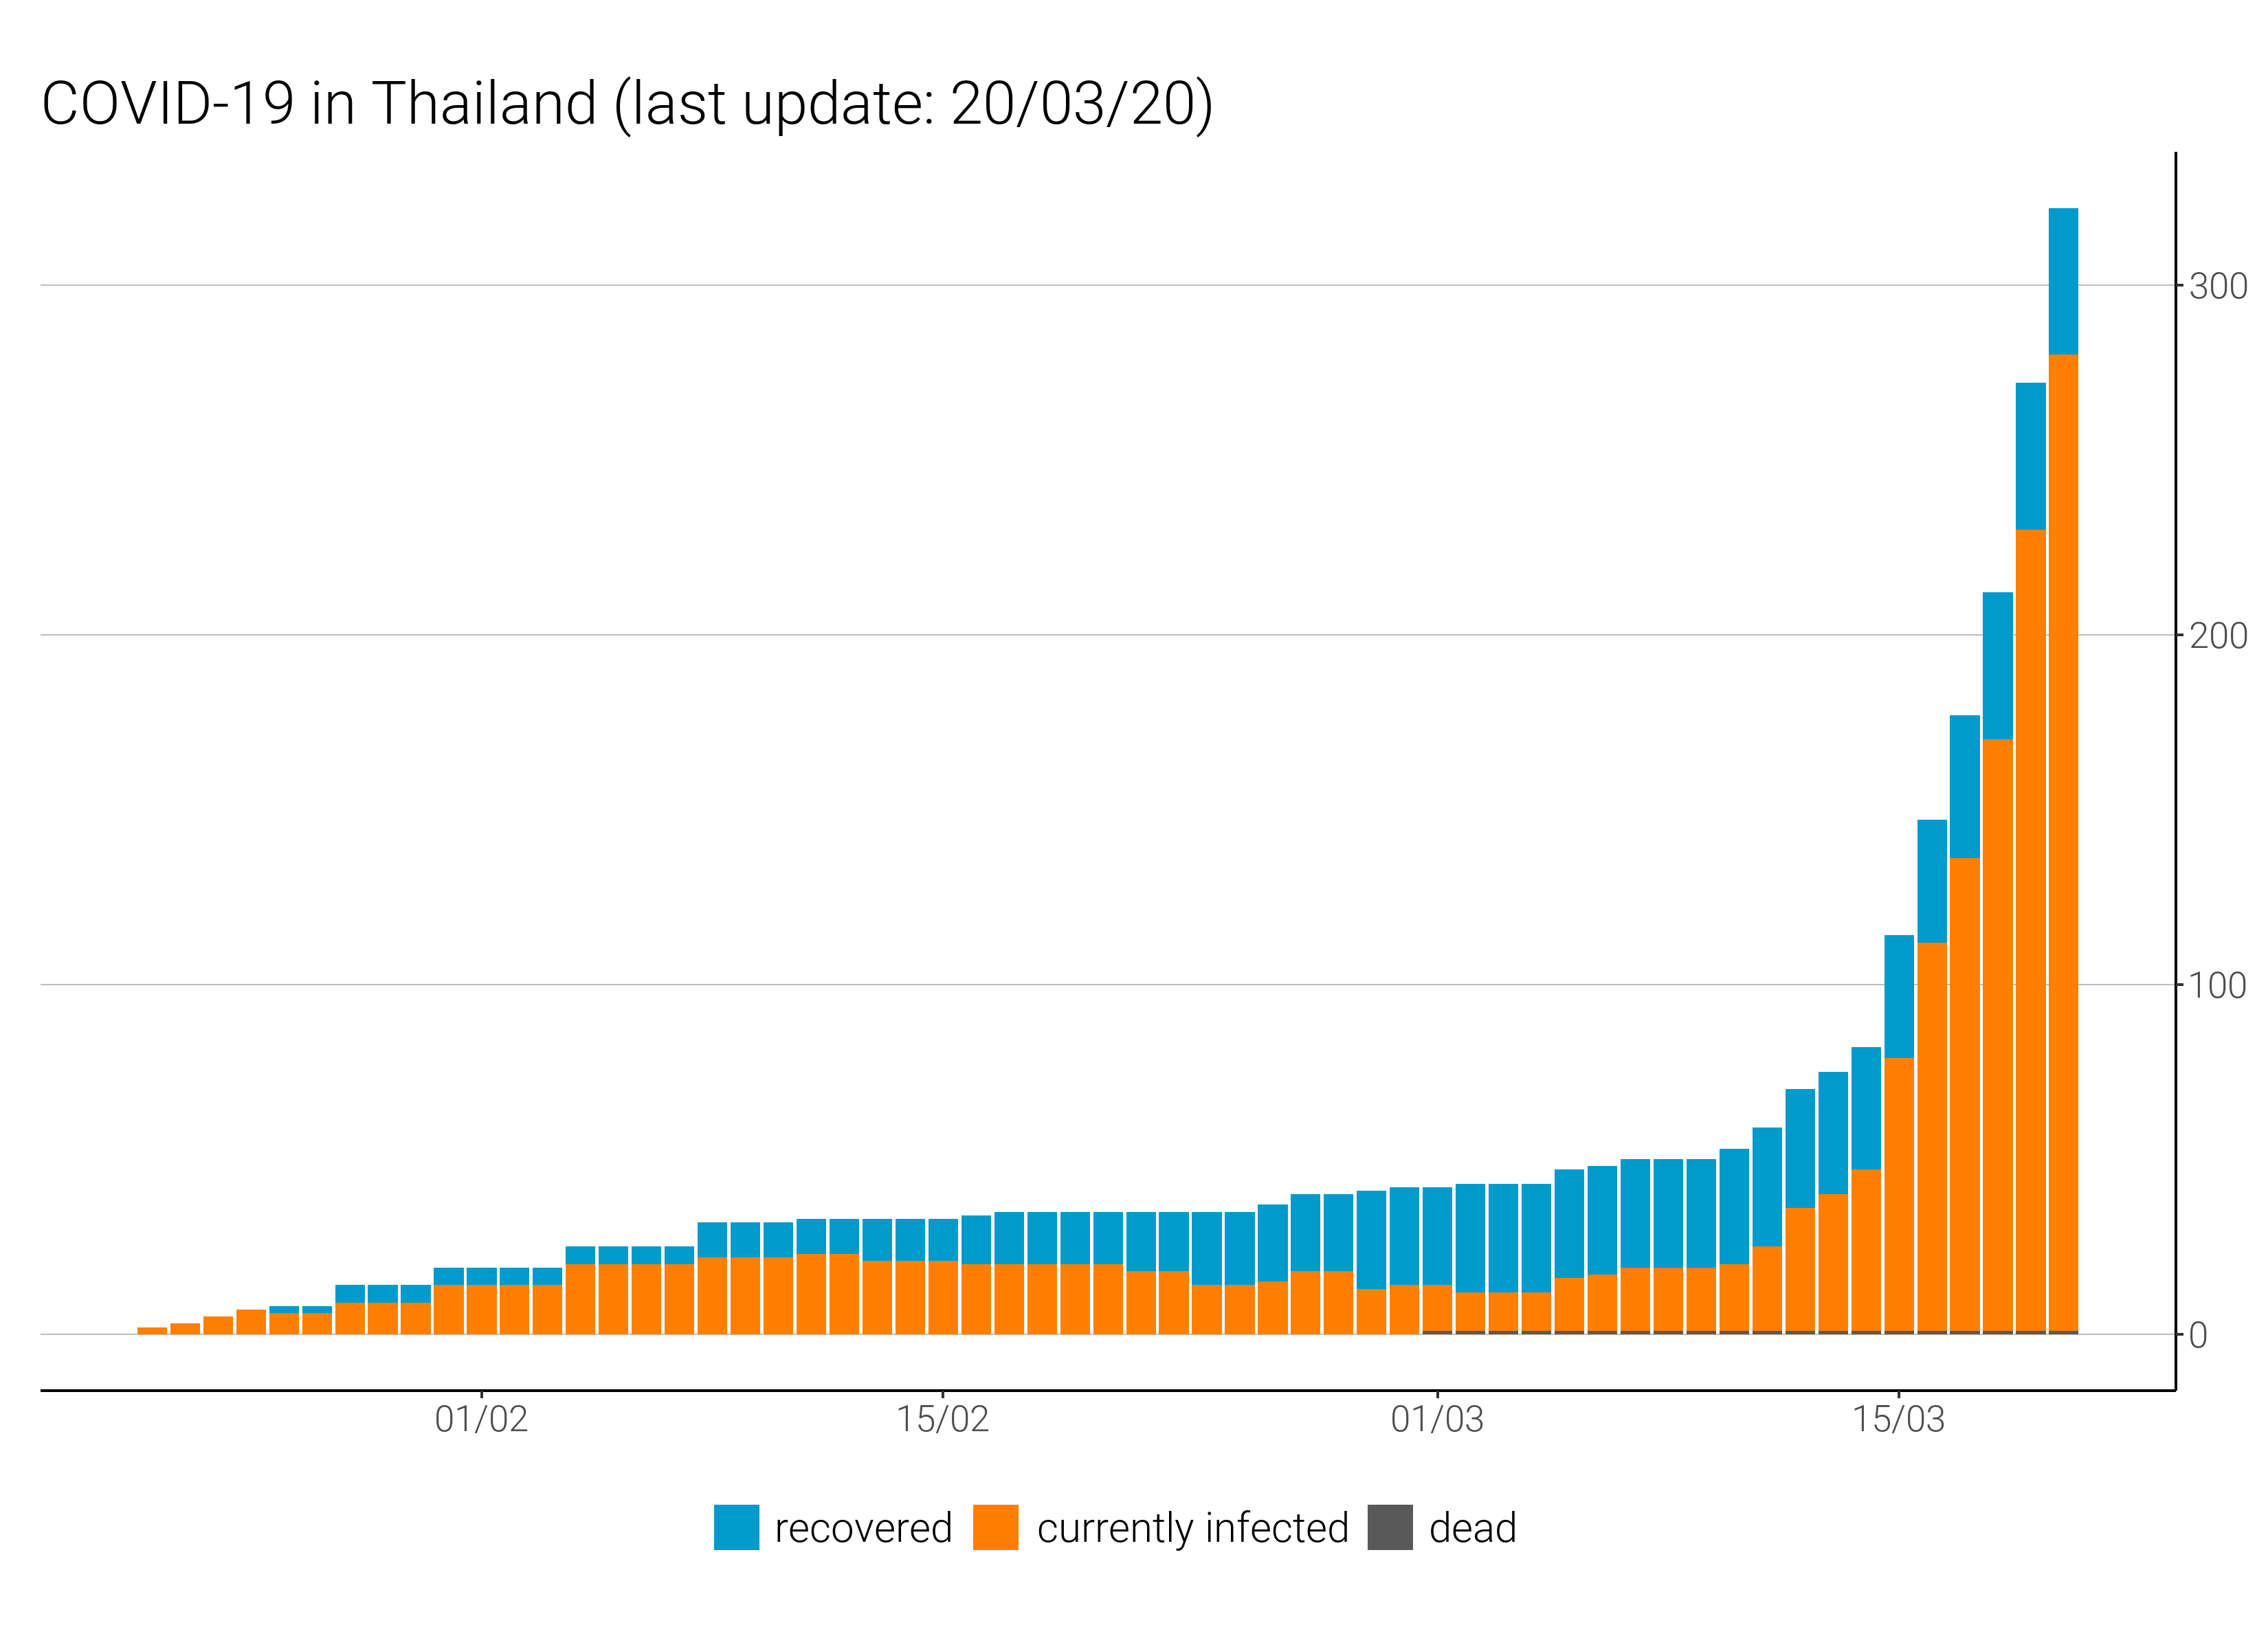 COVID-19 in Thailand (last update: 20/03/20)
300
200
100
0
01/02 15/02 01/03 15/03
recovered currently infected dead